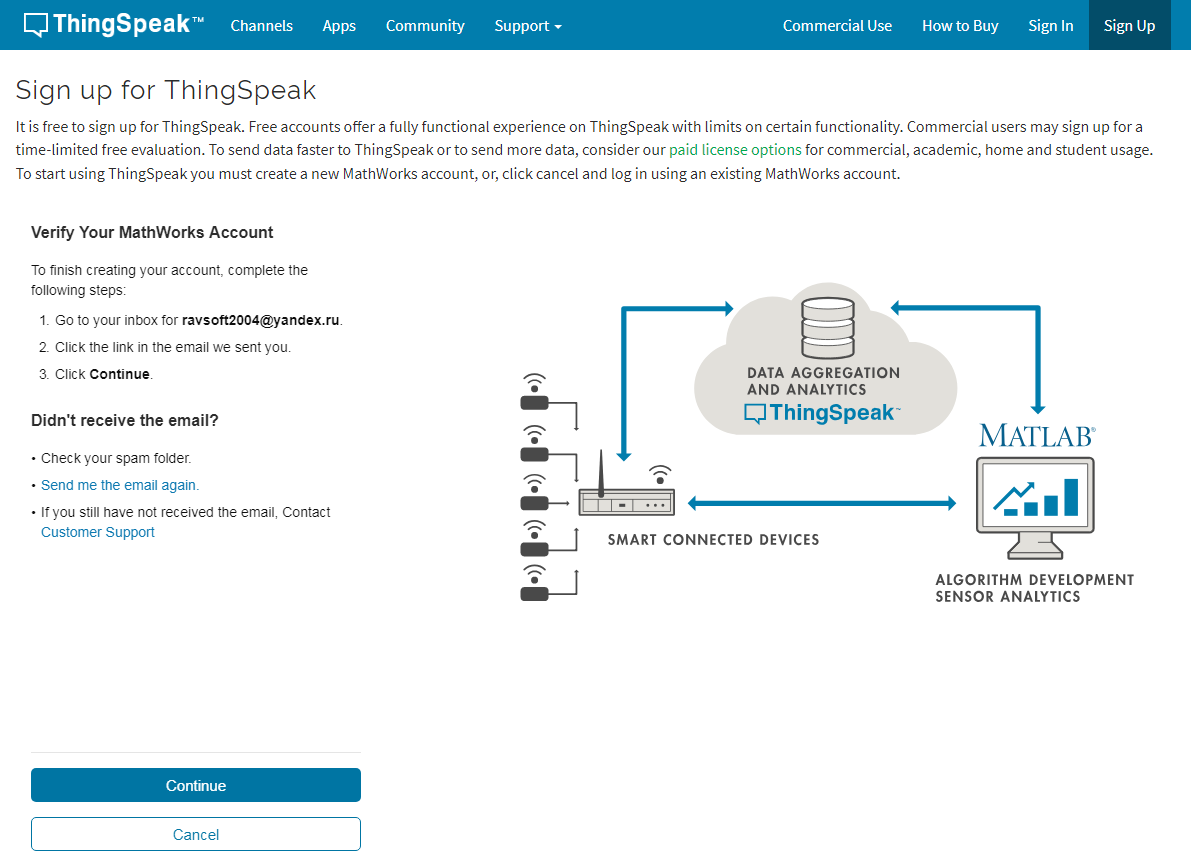 ThingSpeak™ Channels Apps Community Support Commercial Use How to Buy Sign In Sign Up
Sign up for ThingSpeak
It is free to sign up for ThingSpeak. Free accounts offer a fully functional experience on ThingSpeak with limits on certain functionality. Commercial users may sign up for a
time-limited free evaluation. To send data faster to ThingSpeak or to send more data, consider our paid license options for commercial, academic, home and student usage.
To start using ThingSpeak you must create a new MathWorks account, or, click cancel and log in using an existing MathWorks account.
Verify Your MathWorks Account
To finish creating your account, complete the
following steps:
1. Go to your inbox for ravsoft2004@yandex.ru.
2. Click the link in the email we sent you.
3. Click Continue.
Didn't receive the email?
• Check your spam folder.
• Send me the email again.
• If you still have not received the email, Contact
Customer Support
DATA AGGREGATION
AND ANALYTICS
ThingSpeak™
MATLAB®
SMART CONNECTED DEVICES
ALGORITHM DEVELOPMENT
SENSOR ANALYTICS
Continue
Cancel